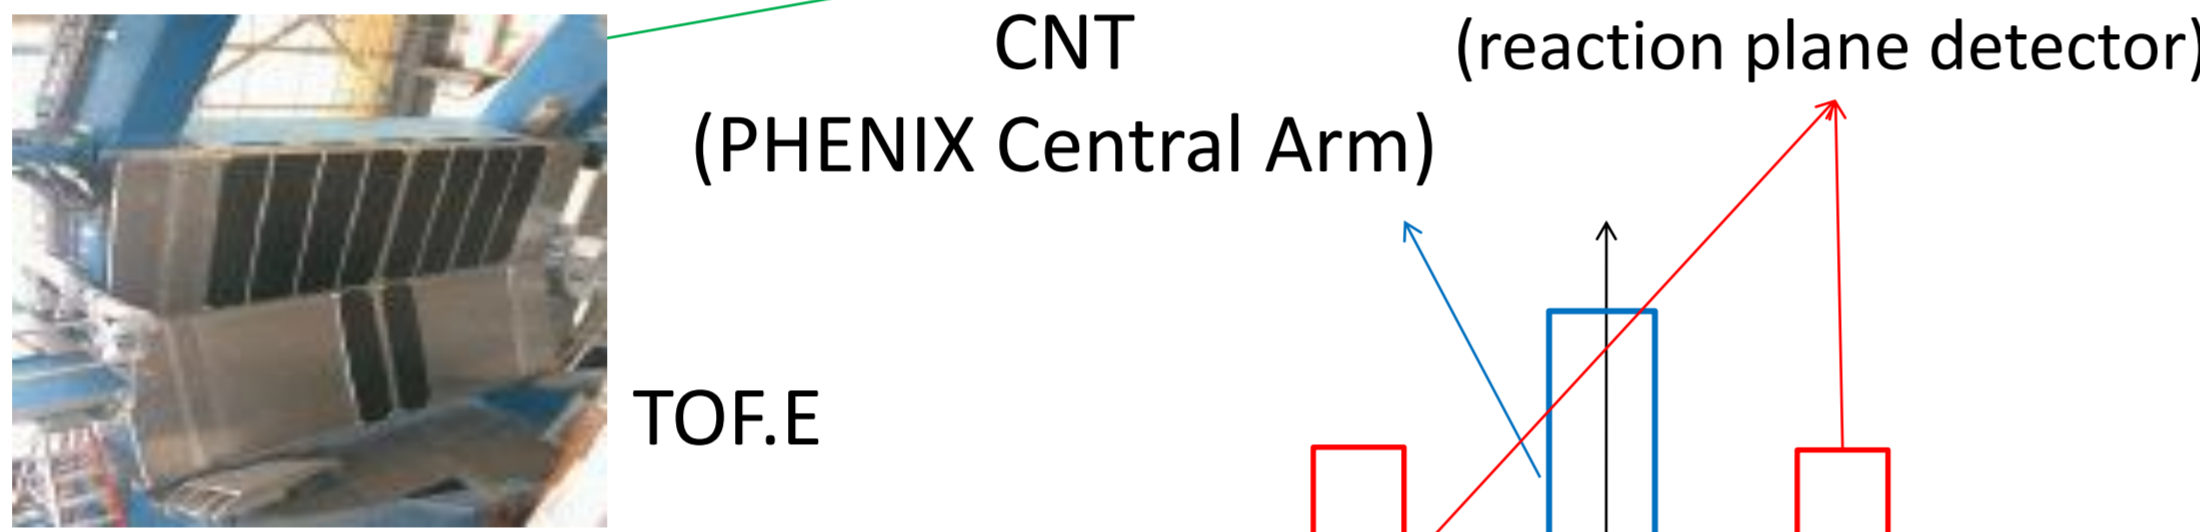 CNT
(PHENIX Central Arm)
(reaction plane detector)
TOF.E